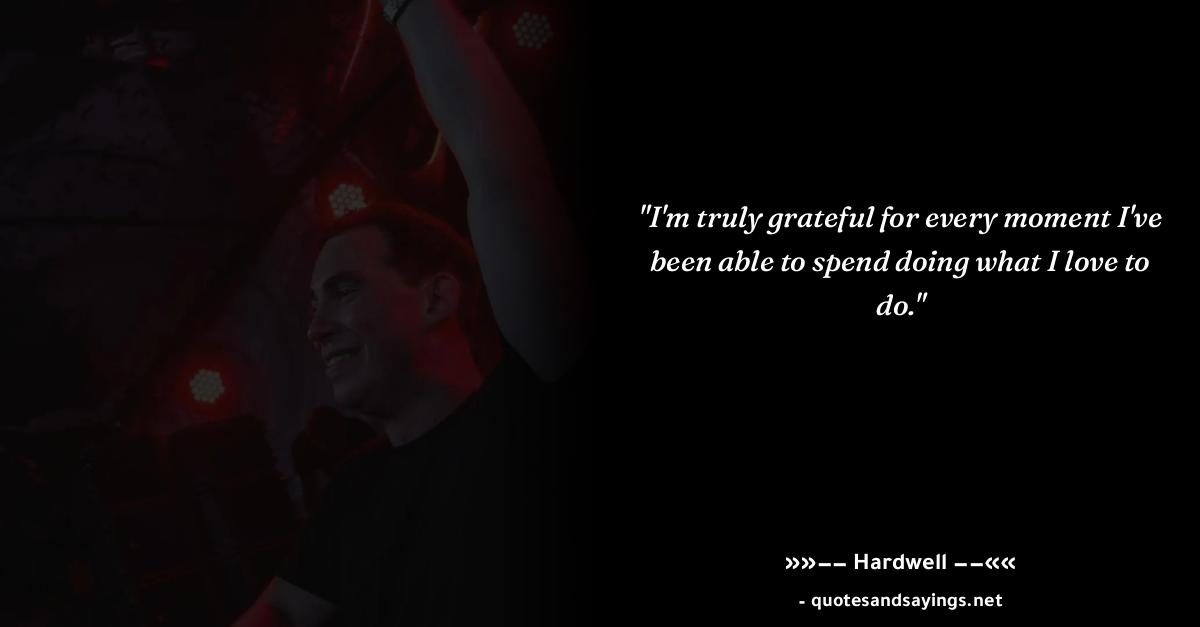 "I'm truly grateful for every moment I've
been able to spend doing what I love to
do."
»»−− Hardwell −−««
- quotesandsayings.net